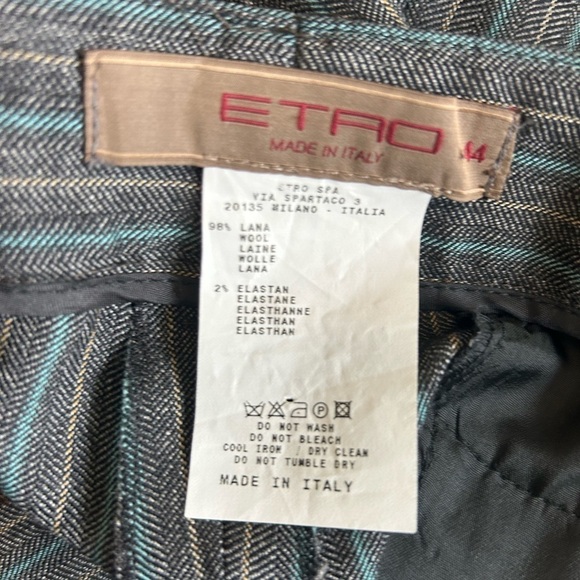 ETRO
MADE IN ITALY
44
ETRO SPA
VIA SPARTACO 3
20135 MILANO - ITALIA
98% LANA
WOOL
LAINE
WOLLE
LANA
2% ELASTAN
ELASTANE
ELASTHANNE
ELASTHAN
ELASTHAN
DO NOT WASH
DO NOT BLEACH
COOL IRON / DRY CLEAN
DO NOT TUMBLE DRY
MADE IN ITALY